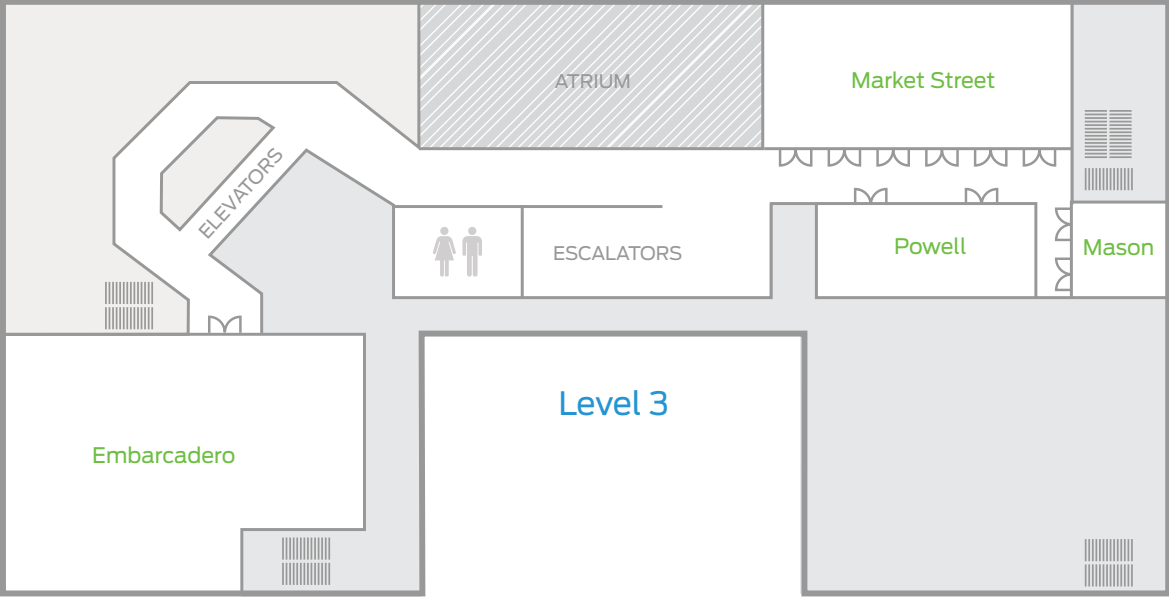 ATRIUM
Market Street
ELEVATORS
ESCALATORS
Powell
Mason
Level 3
Embarcadero